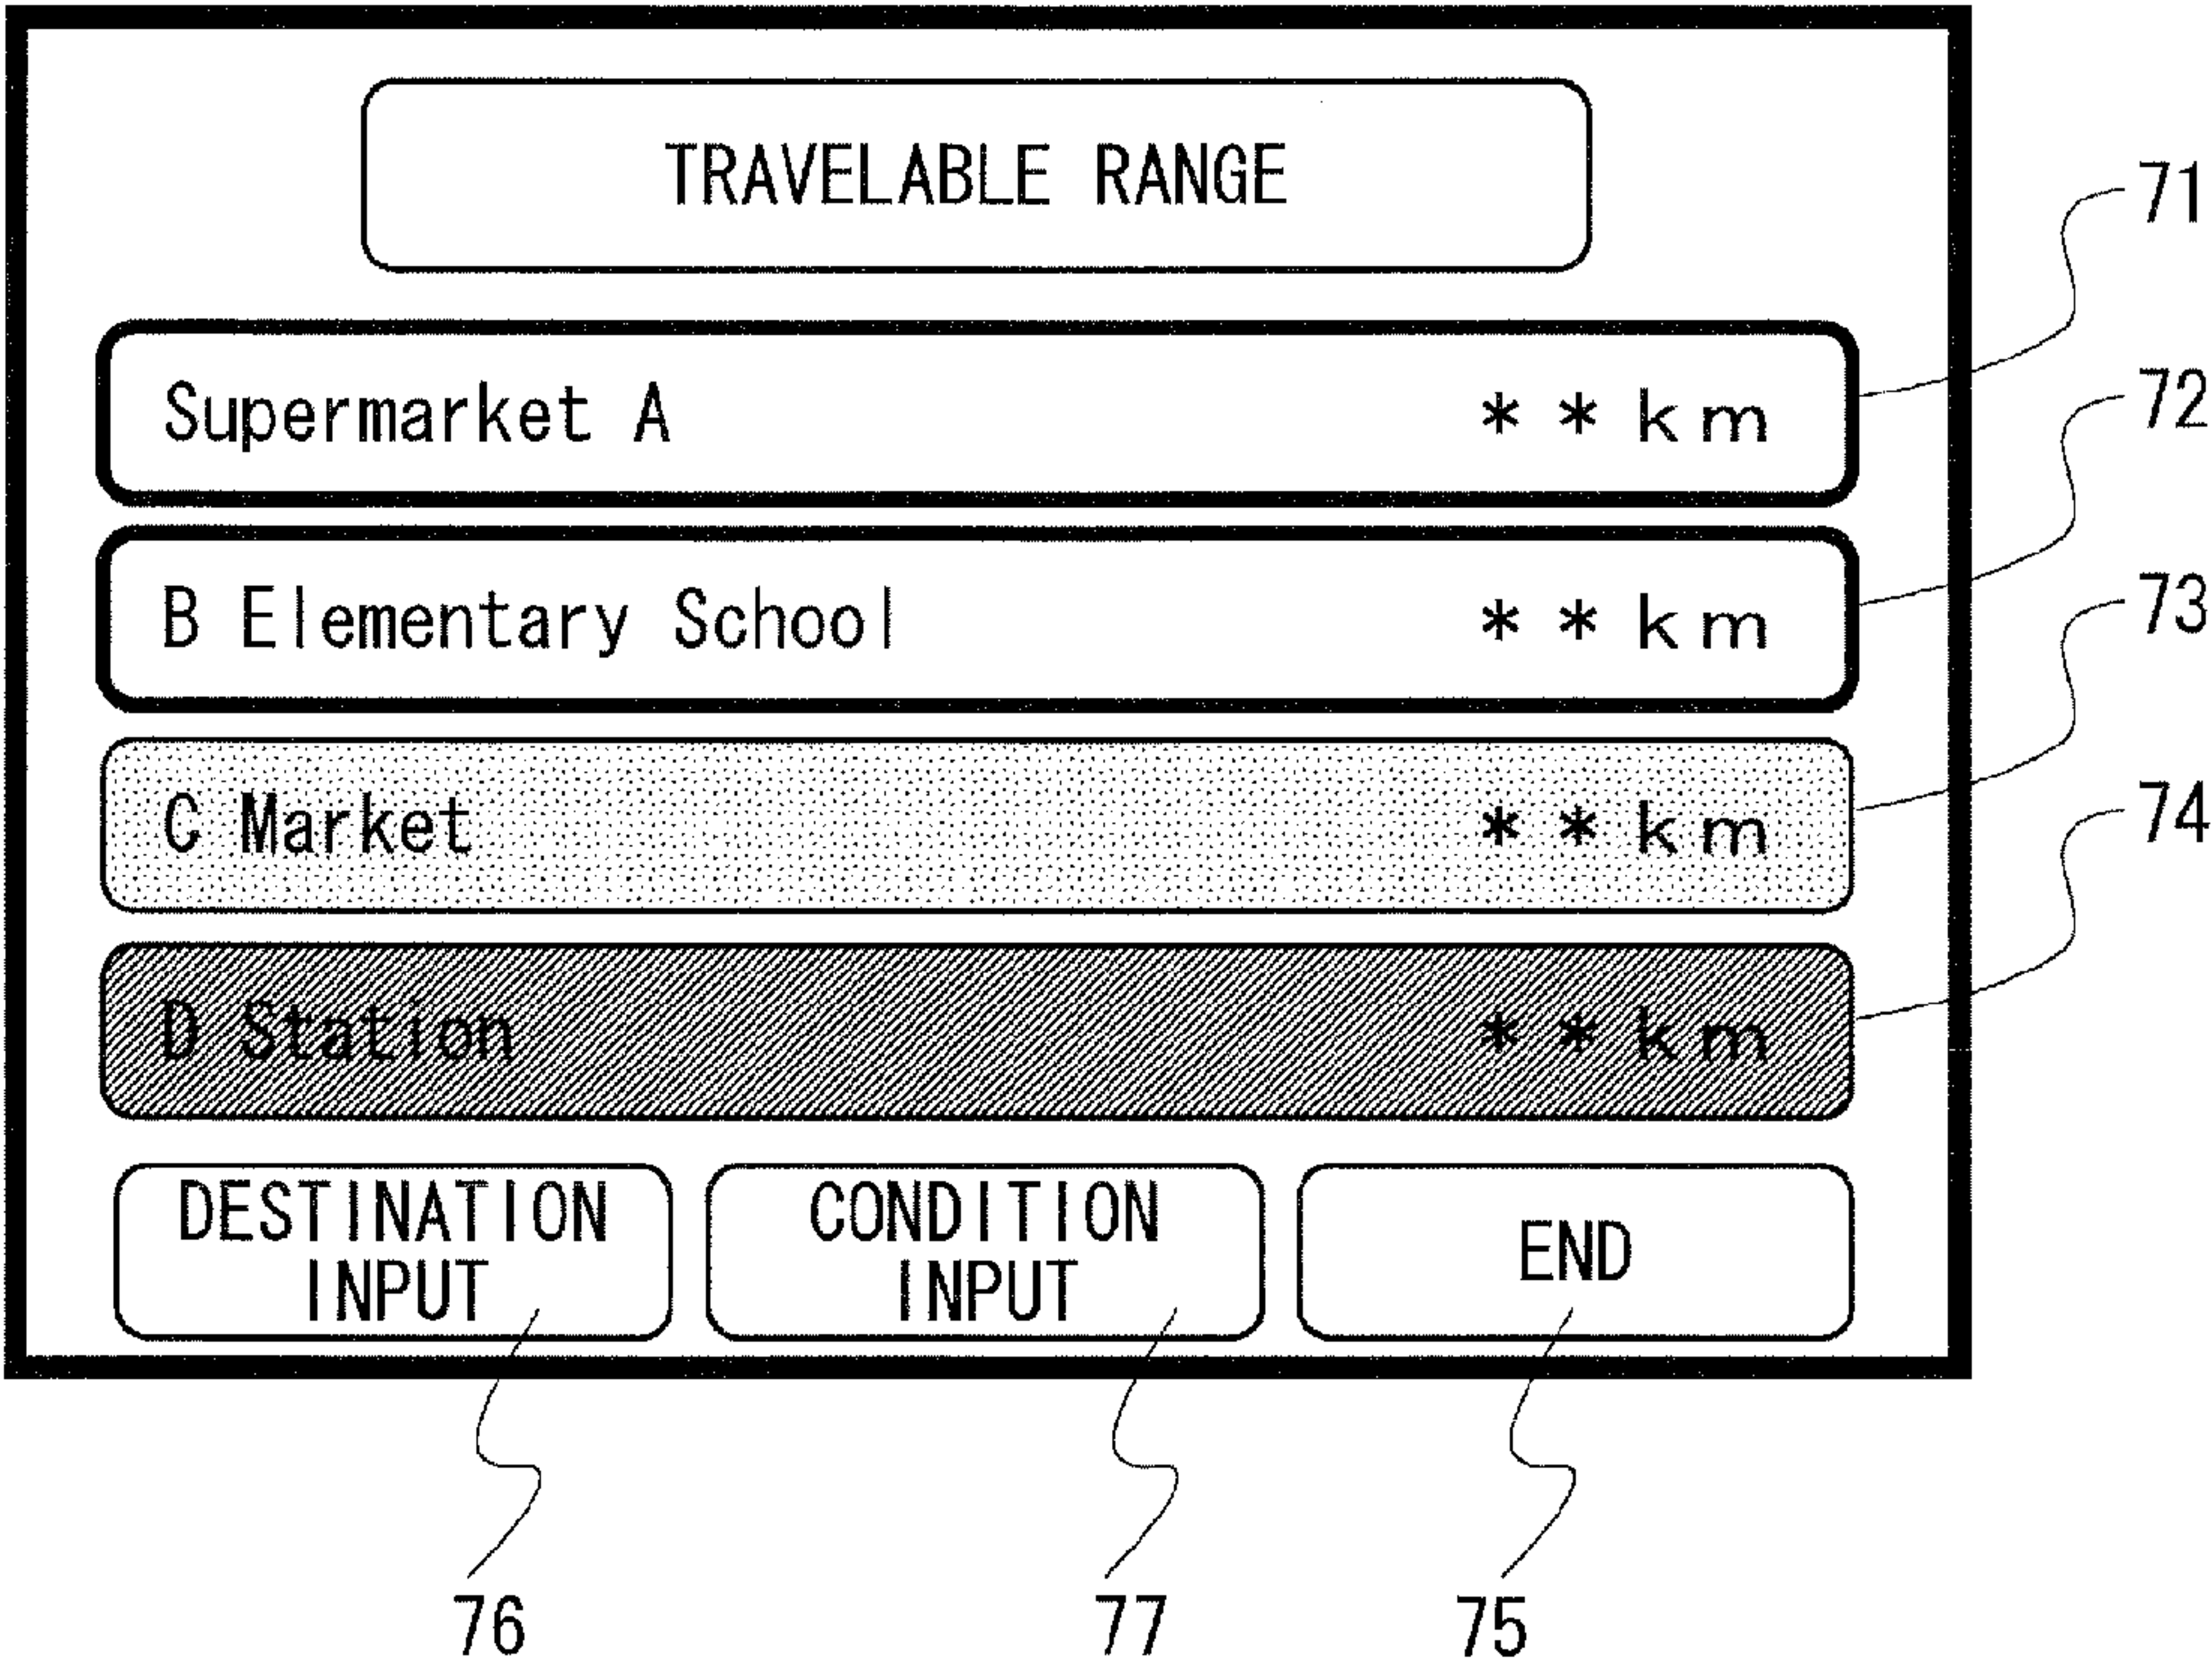 TRAVELABLE RANGE
71
Supermarket A **km
72
B Elementary School **km
73
C Market **km
74
D Station **km
DESTINATION
INPUT
CONDITION
INPUT
END
76
77
75